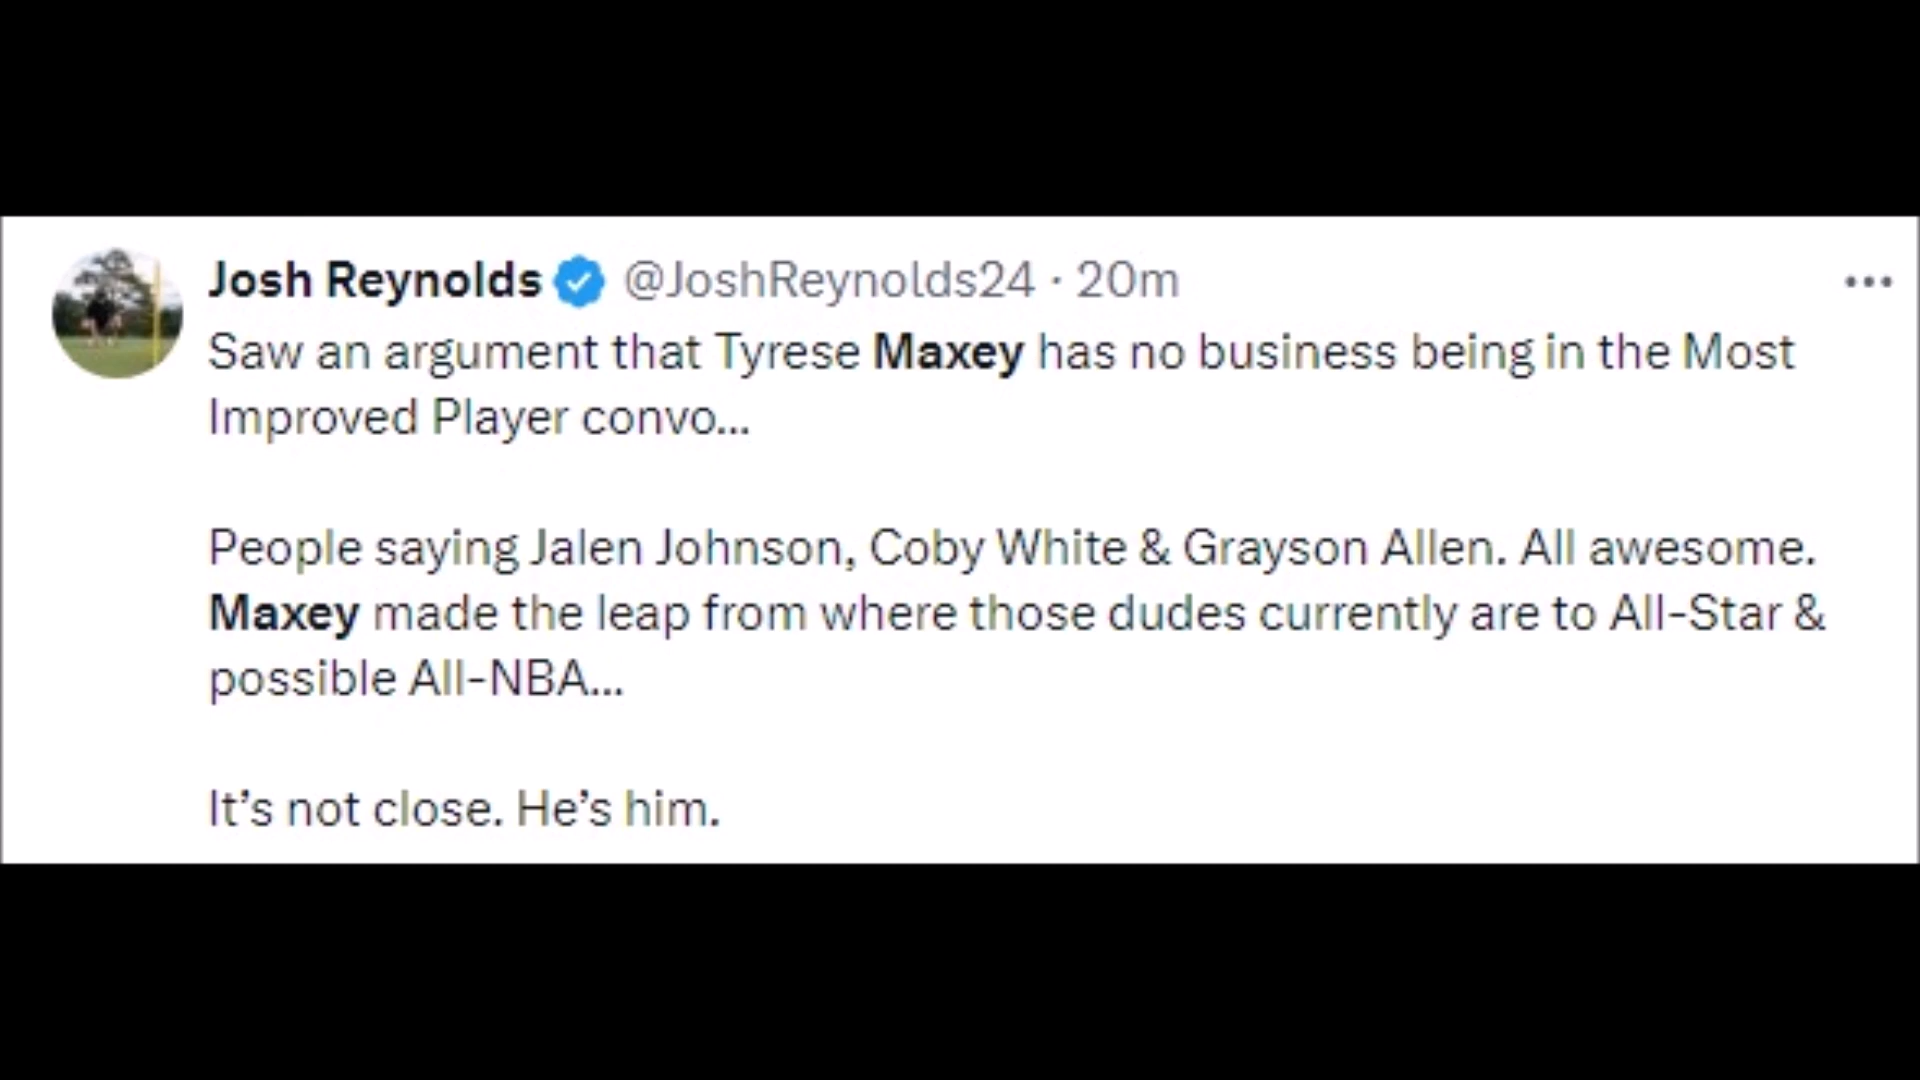 Josh Reynolds @JoshReynolds24 · 20m
Saw an argument that Tyrese Maxey has no business being in the Most
Improved Player convo...
People saying Jalen Johnson, Coby White & Grayson Allen. All awesome.
Maxey made the leap from where those dudes currently are to All-Star &
possible All-NBA...
It’s not close. He’s him.